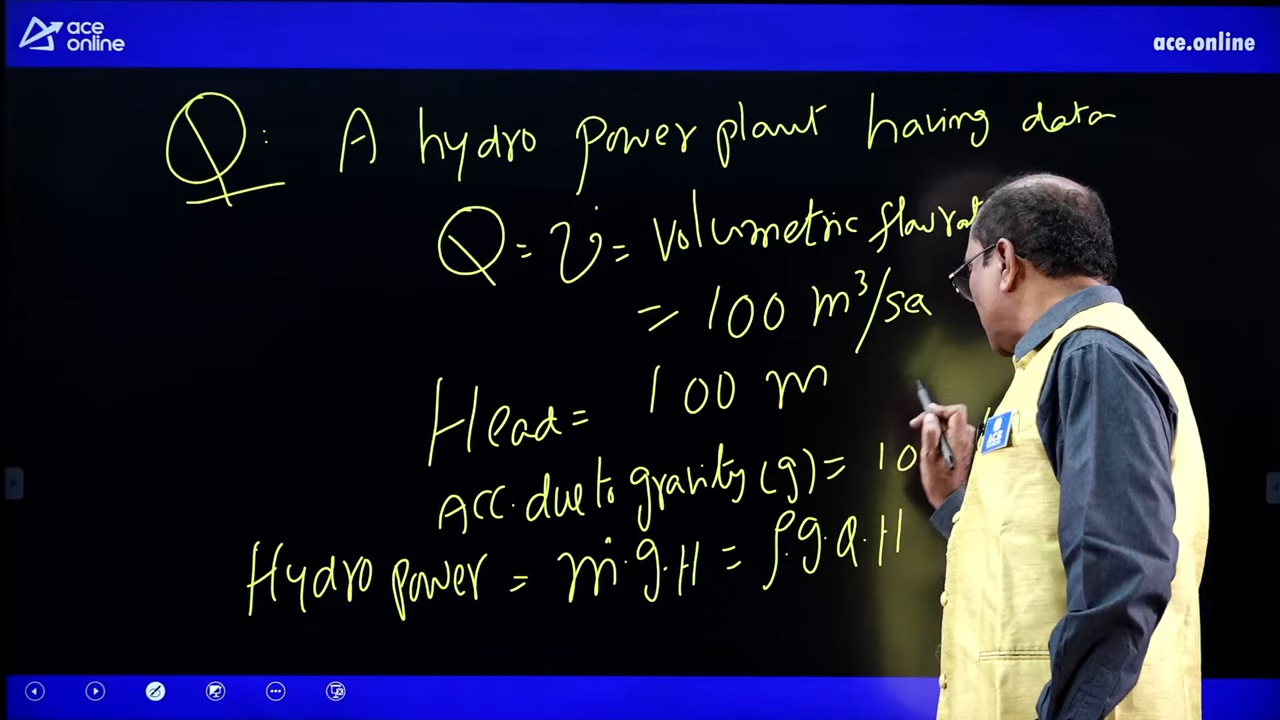 ace
online
ace.online
Q: A hydro power plant having data
Q = v̇ = Volumetric
= 100 m³/sec
Head = 100 m
Acc. due to gravity (g) = 10
Hydro power = ṁ.g.H = ρ.g.Q.H
ACE